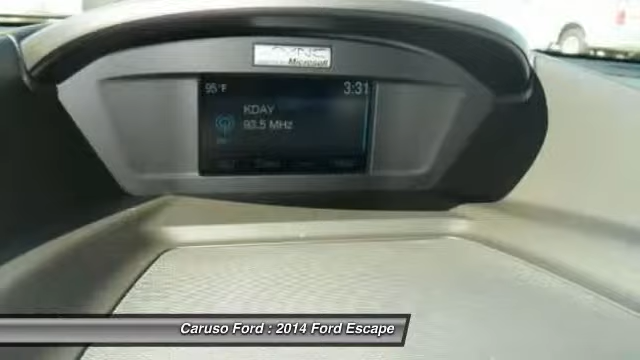 SYNC
Microsoft
95°F 3:31
KDAY
93.5 MHz
Caruso Ford : 2014 Ford Escape